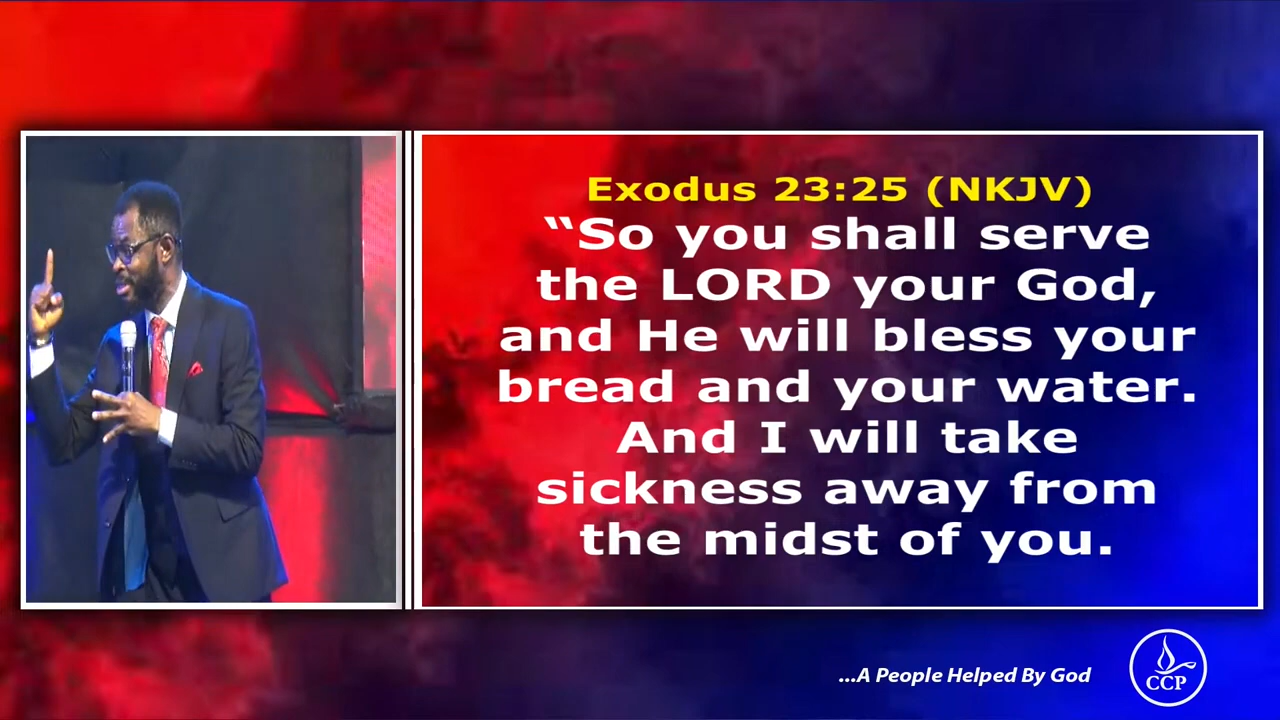 Exodus 23:25 (NKJV)
“So you shall serve
the LORD your God,
and He will bless your
bread and your water.
And I will take
sickness away from
the midst of you.
...A People Helped By God
CCP